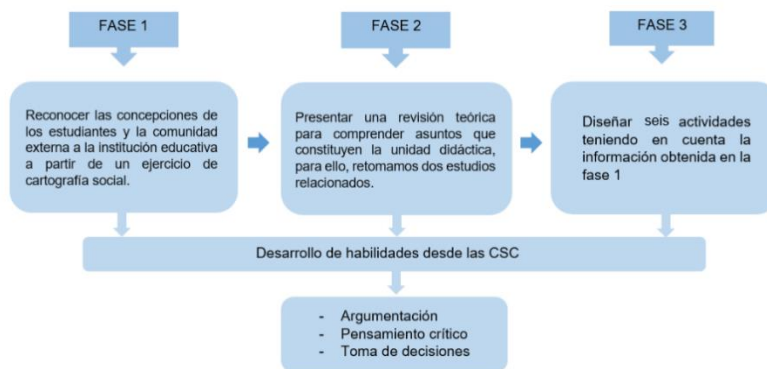 FASE 1
FASE 2
FASE 3
Reconocer las concepciones de
los estudiantes y la comunidad
externa a la institución educativa
a partir de un ejercicio de
cartografía social.
Presentar una revisión teórica
para comprender asuntos que
constituyen la unidad didáctica,
para ello, retomamos dos estudios
relacionados.
Diseñar seis actividades
teniendo en cuenta la
información obtenida en la
fase 1
Desarrollo de habilidades desde las CSC
- Argumentación
- Pensamiento crítico
- Toma de decisiones